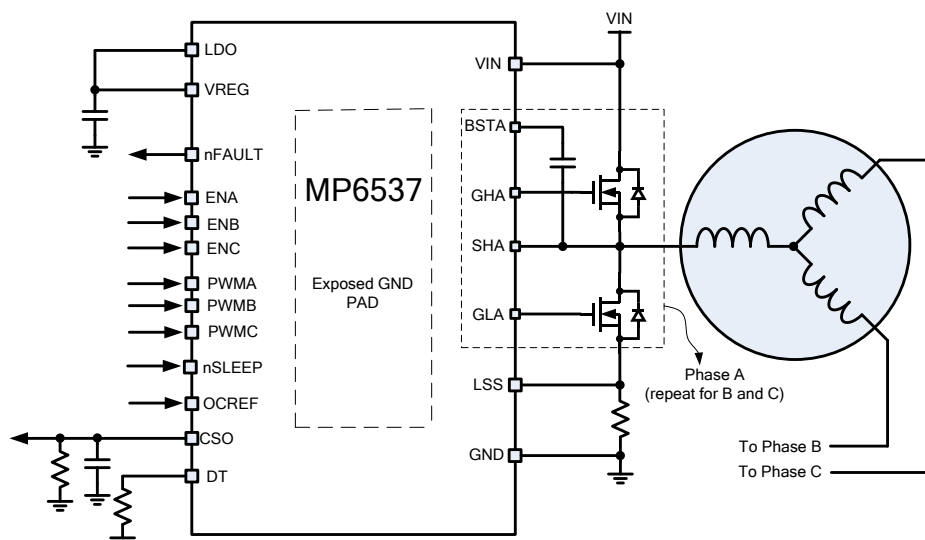 VIN
LDO
VREG
nFAULT
ENA
ENB
ENC
PWMA
PWMB
PWMC
nSLEEP
OCREF
CSO
DT
MP6537
Exposed GND
PAD
VIN
BSTA
GHA
SHA
GLA
LSS
GND
Phase A
(repeat for B and C)
To Phase B
To Phase C